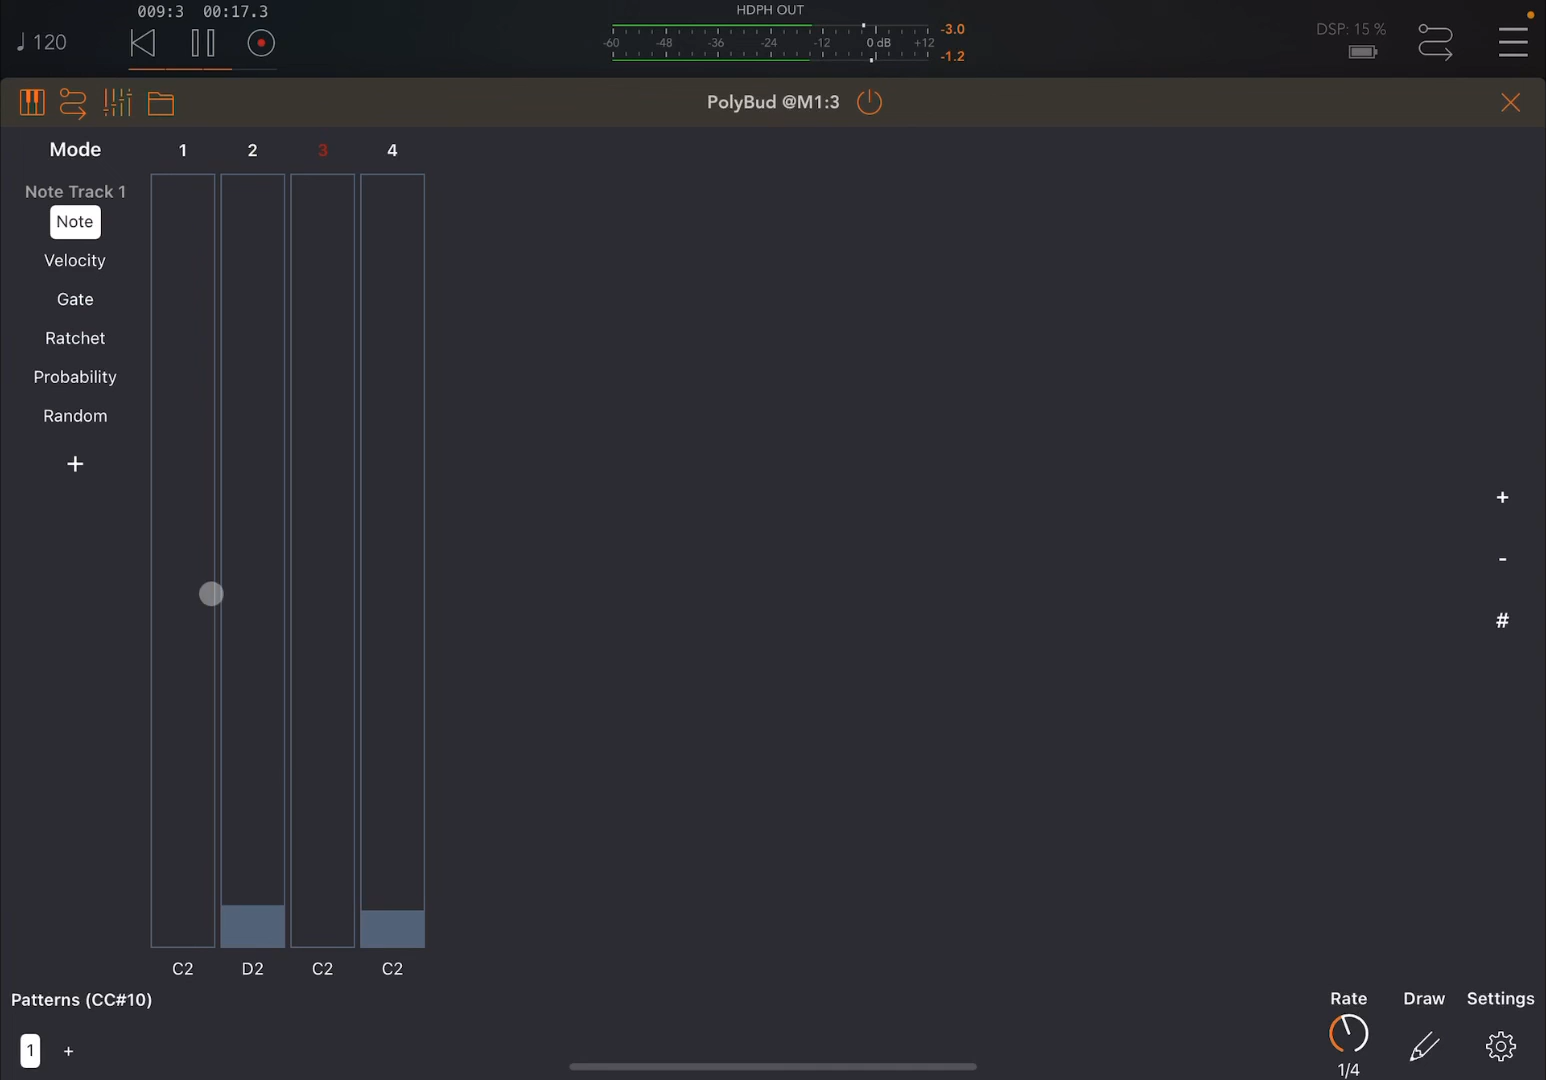 009:3 00:17.3
♩ 120
HDPH OUT
-60 -48 -36 -24 -12 0 dB +12
-3.0
-1.2
DSP: 15 %
PolyBud @M1:3
Mode
1 2 3 4
Note Track 1
Note
Velocity
Gate
Ratchet
Probability
Random
+
+
-
#
C2 D2 C2 C2
Patterns (CC#10)
1 +
Rate Draw Settings
1/4